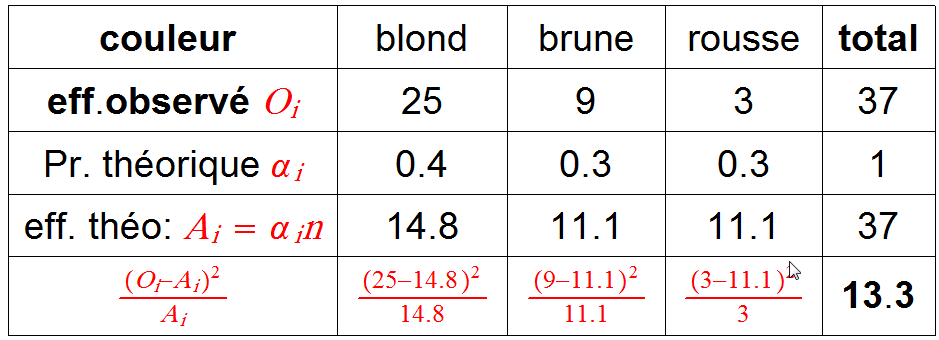 couleur blond brune rousse total
eff.observé Oᵢ 25 9 3 37
Pr. théorique αᵢ 0.4 0.3 0.3 1
eff. théo: Aᵢ = αᵢn 14.8 11.1 11.1 37
(Oᵢ–Aᵢ)²/Aᵢ (25–14.8)²/14.8 (9–11.1)²/11.1 (3–11.1)²/3 13.3